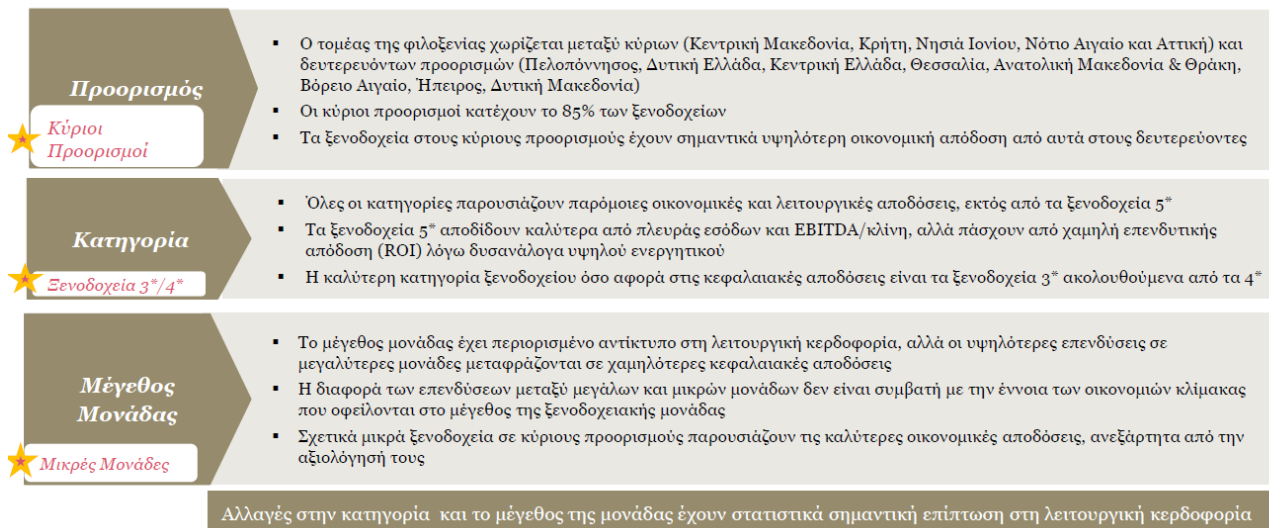 Προορισμός
Κύριοι
Προορισμοί
▪ Ο τομέας της φιλοξενίας χωρίζεται μεταξύ κύριων (Κεντρική Μακεδονία, Κρήτη, Νησιά Ιονίου, Νότιο Αιγαίο και Αττική) και
δευτερευόντων προορισμών (Πελοπόννησος, Δυτική Ελλάδα, Κεντρική Ελλάδα, Θεσσαλία, Ανατολική Μακεδονία & Θράκη,
Βόρειο Αιγαίο, Ήπειρος, Δυτική Μακεδονία)
▪ Οι κύριοι προορισμοί κατέχουν το 85% των ξενοδοχείων
▪ Τα ξενοδοχεία στους κύριους προορισμούς έχουν σημαντικά υψηλότερη οικονομική απόδοση από αυτά στους δευτερεύοντες
Κατηγορία
Ξενοδοχεία 3*/4*
▪ Όλες οι κατηγορίες παρουσιάζουν παρόμοιες οικονομικές και λειτουργικές αποδόσεις, εκτός από τα ξενοδοχεία 5*
▪ Τα ξενοδοχεία 5* αποδίδουν καλύτερα από πλευράς εσόδων και EBITDA/κλίνη, αλλά πάσχουν από χαμηλή επενδυτική
απόδοση (ROI) λόγω δυσανάλογα υψηλού ενεργητικού
▪ Η καλύτερη κατηγορία ξενοδοχείου όσο αφορά στις κεφαλαιακές αποδόσεις είναι τα ξενοδοχεία 3* ακολουθούμενα από τα 4*
Μέγεθος
Μονάδας
Μικρές Μονάδες
▪ Το μέγεθος μονάδας έχει περιορισμένο αντίκτυπο στη λειτουργική κερδοφορία, αλλά οι υψηλότερες επενδύσεις σε
μεγαλύτερες μονάδες μεταφράζονται σε χαμηλότερες κεφαλαιακές αποδόσεις
▪ Η διαφορά των επενδύσεων μεταξύ μεγάλων και μικρών μονάδων δεν είναι συμβατή με την έννοια των οικονομιών κλίμακας
που οφείλονται στο μέγεθος της ξενοδοχειακής μονάδας
▪ Σχετικά μικρά ξενοδοχεία σε κύριους προορισμούς παρουσιάζουν τις καλύτερες οικονομικές αποδόσεις, ανεξάρτητα από την
αξιολόγησή τους
Αλλαγές στην κατηγορία και το μέγεθος της μονάδας έχουν στατιστικά σημαντική επίπτωση στη λειτουργική κερδοφορία